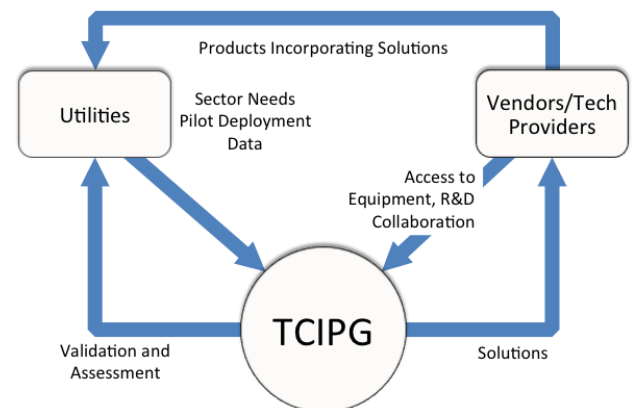 Products Incorporating Solutions
Utilities
Sector Needs
Pilot Deployment
Data
Vendors/Tech
Providers
Access to
Equipment, R&D
Collaboration
TCIPG
Validation and
Assessment
Solutions